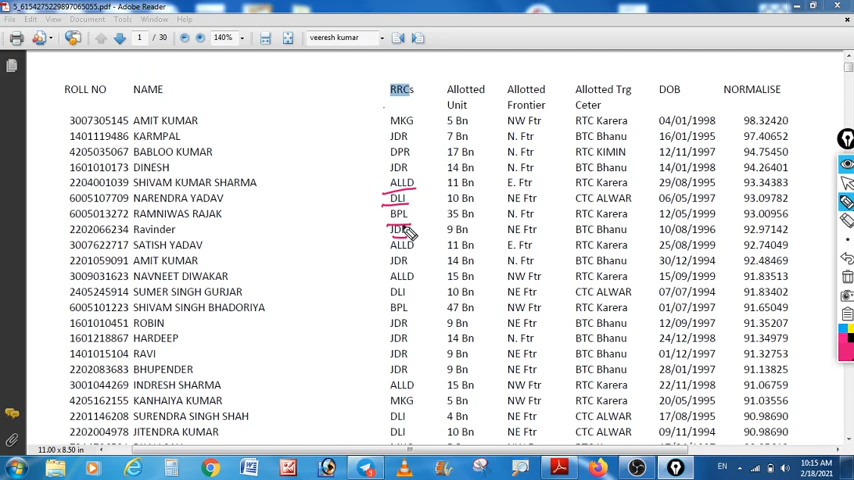 5_6154275229897065055.pdf - Adobe Reader
File Edit View Document Tools Window Help
1 / 30 140% veeresh kumar
ROLL NO NAME RRCs Allotted Unit Allotted Frontier Allotted Trg Ceter DOB NORMALISE
3007305145 AMIT KUMAR MKG 5 Bn NW Ftr RTC Karera 04/01/1998 98.32420
1401119486 KARMPAL JDR 7 Bn N. Ftr BTC Bhanu 16/01/1995 97.40652
4205035067 BABLOO KUMAR DPR 17 Bn N. Ftr RTC KIMIN 12/11/1997 94.75450
1601010173 DINESH JDR 14 Bn N. Ftr BTC Bhanu 14/01/1998 94.26401
2204001039 SHIVAM KUMAR SHARMA ALLD 11 Bn E. Ftr RTC Karera 29/08/1995 93.34383
6005107709 NARENDRA YADAV DLI 10 Bn NE Ftr CTC ALWAR 06/05/1997 93.09782
6005013272 RAMNIWAS RAJAK BPL 35 Bn N. Ftr RTC Karera 12/05/1999 93.00956
2202066234 Ravinder JDR 9 Bn NE Ftr BTC Bhanu 10/08/1996 92.97142
3007622717 SATISH YADAV ALLD 11 Bn E. Ftr RTC Karera 25/08/1999 92.74049
2201059091 AMIT KUMAR JDR 14 Bn N. Ftr BTC Bhanu 30/12/1994 92.48469
3009031623 NAVNEET DIWAKAR ALLD 15 Bn NW Ftr RTC Karera 15/09/1999 91.83513
2405245914 SUMER SINGH GURJAR DLI 10 Bn NE Ftr CTC ALWAR 07/07/1994 91.83402
6005101223 SHIVAM SINGH BHADORIYA BPL 47 Bn NW Ftr RTC Karera 01/07/1997 91.65049
1601010451 ROBIN JDR 9 Bn NE Ftr BTC Bhanu 12/09/1997 91.35207
1601218867 HARDEEP JDR 14 Bn N. Ftr BTC Bhanu 24/12/1998 91.34979
1401015104 RAVI JDR 9 Bn NE Ftr BTC Bhanu 01/12/1997 91.32753
2202083683 BHUPENDER JDR 9 Bn NE Ftr BTC Bhanu 28/01/1997 91.13825
3001044269 INDRESH SHARMA ALLD 15 Bn NW Ftr RTC Karera 22/11/1998 91.06759
4205162155 KANHAIYA KUMAR MKG 5 Bn NW Ftr RTC Karera 20/05/1995 91.03556
2201146208 SURENDRA SINGH SHAH DLI 4 Bn NE Ftr CTC ALWAR 17/08/1995 90.98690
2202004978 JITENDRA KUMAR DLI 10 Bn NE Ftr CTC ALWAR 09/11/1994 90.98690
11.00 x 8.50 in
EN 10:15 AM
2/18/2021